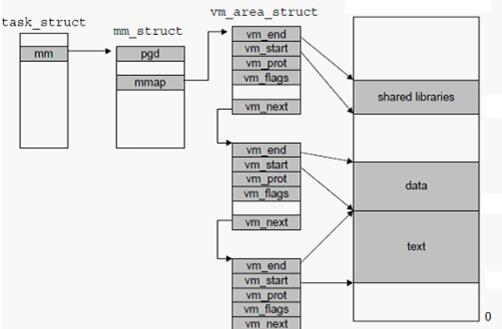 task_struct
mm
mm_struct
pgd
mmap
vm_area_struct
vm_end
vm_start
vm_prot
vm_flags
vm_next
vm_end
vm_start
vm_prot
vm_flags
vm_next
vm_end
vm_start
vm_prot
vm_flags
vm_next
shared libraries
data
text
0